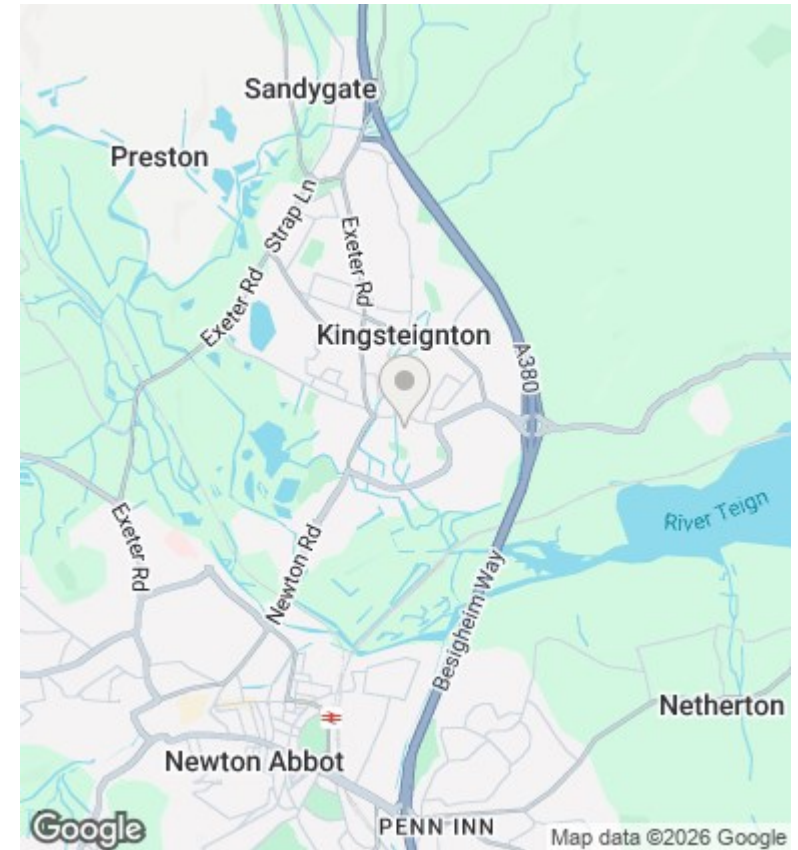 Sandygate
Preston
Strap Ln
Exeter Rd
Exeter Rd
Kingsteignton
A380
River Teign
Exeter Rd
Newton Rd
Besigheim Way
Netherton
Newton Abbot
PENN INN
Google
Map data ©2026 Google